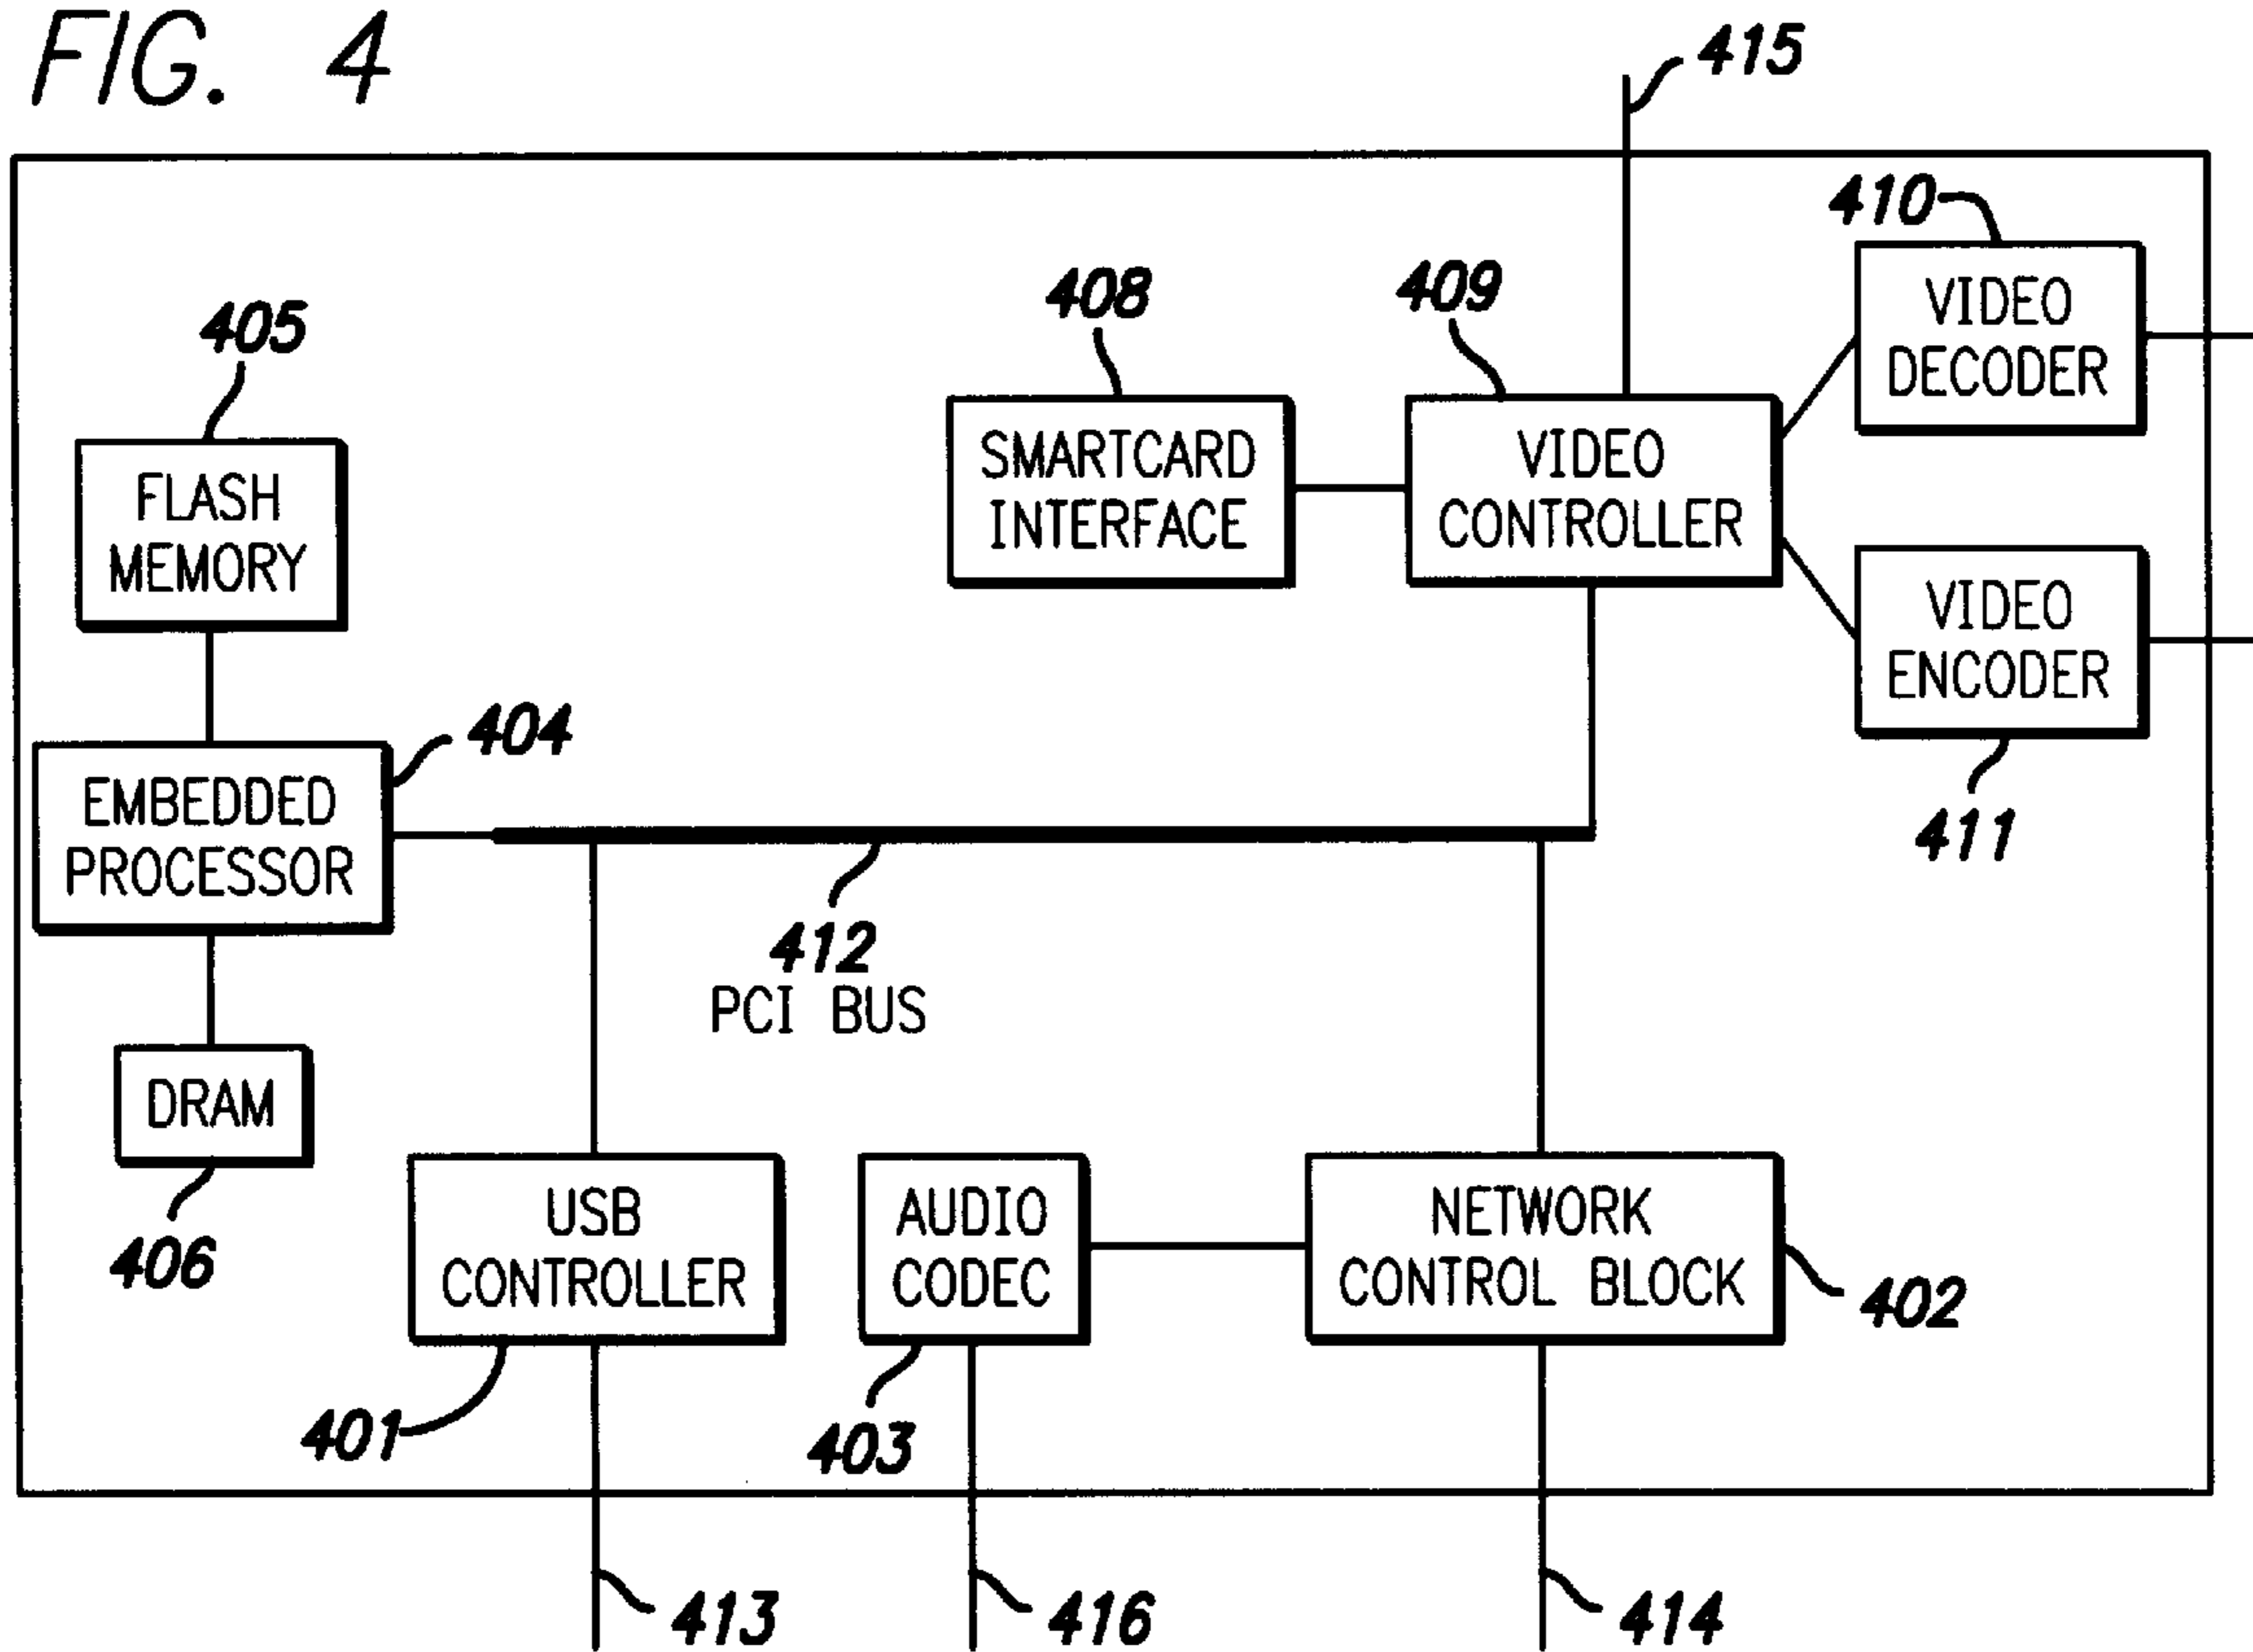 FIG. 4
415
410
VIDEO
DECODER
408
409
405
SMARTCARD
INTERFACE
VIDEO
CONTROLLER
FLASH
MEMORY
VIDEO
ENCODER
404
411
EMBEDDED
PROCESSOR
412
PCI BUS
DRAM
406
USB
CONTROLLER
AUDIO
CODEC
NETWORK
CONTROL BLOCK
402
401
403
413
416
414